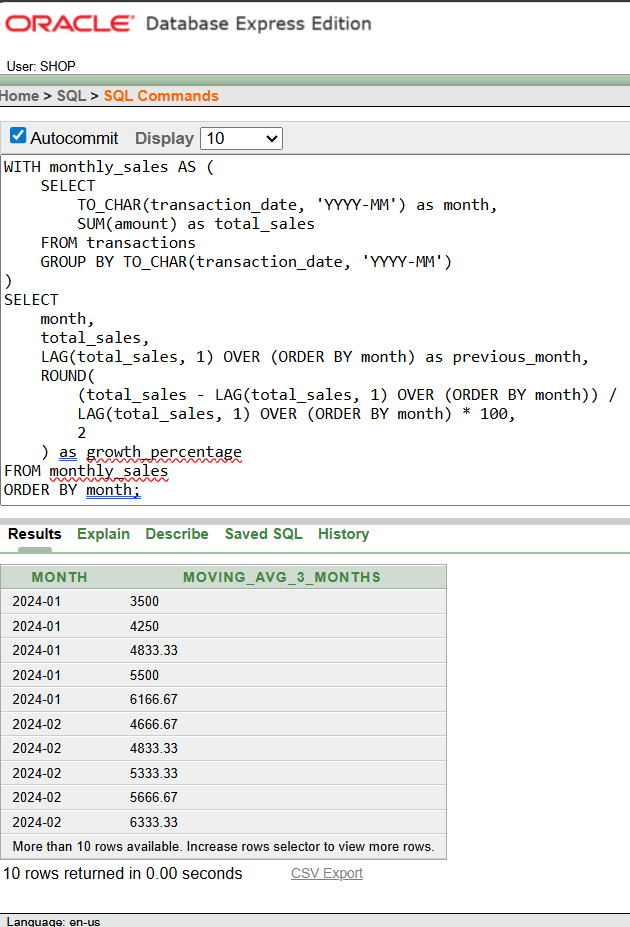 ORACLE® Database Express Edition
User: SHOP
Home > SQL > SQL Commands
Autocommit Display 10
WITH monthly_sales AS (
    SELECT
        TO_CHAR(transaction_date, 'YYYY-MM') as month,
        SUM(amount) as total_sales
    FROM transactions
    GROUP BY TO_CHAR(transaction_date, 'YYYY-MM')
)
SELECT
    month,
    total_sales,
    LAG(total_sales, 1) OVER (ORDER BY month) as previous_month,
    ROUND(
        (total_sales - LAG(total_sales, 1) OVER (ORDER BY month)) /
        LAG(total_sales, 1) OVER (ORDER BY month) * 100,
        2
    ) as growth_percentage
FROM monthly_sales
ORDER BY month;
Results Explain Describe Saved SQL History
MONTH MOVING_AVG_3_MONTHS
2024-01 3500
2024-01 4250
2024-01 4833.33
2024-01 5500
2024-01 6166.67
2024-02 4666.67
2024-02 4833.33
2024-02 5333.33
2024-02 5666.67
2024-02 6333.33
More than 10 rows available. Increase rows selector to view more rows.
10 rows returned in 0.00 seconds CSV Export
Language: en-us